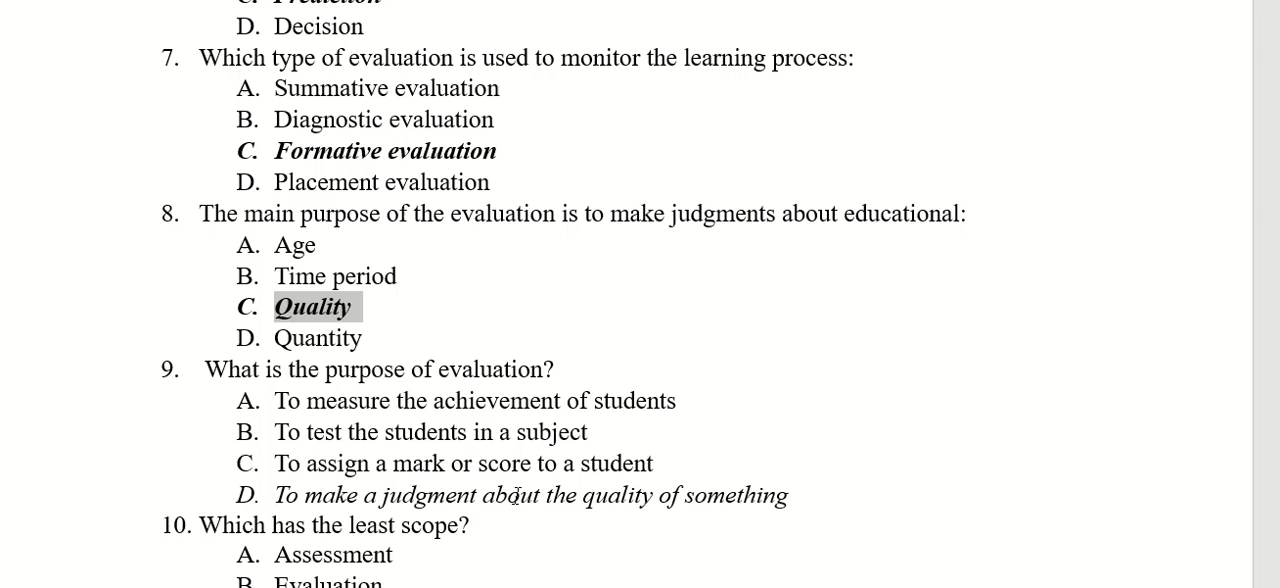 D. Decision
7. Which type of evaluation is used to monitor the learning process:
A. Summative evaluation
B. Diagnostic evaluation
C. Formative evaluation
D. Placement evaluation
8. The main purpose of the evaluation is to make judgments about educational:
A. Age
B. Time period
C. Quality
D. Quantity
9. What is the purpose of evaluation?
A. To measure the achievement of students
B. To test the students in a subject
C. To assign a mark or score to a student
D. To make a judgment about the quality of something
10. Which has the least scope?
A. Assessment
B. Evaluation